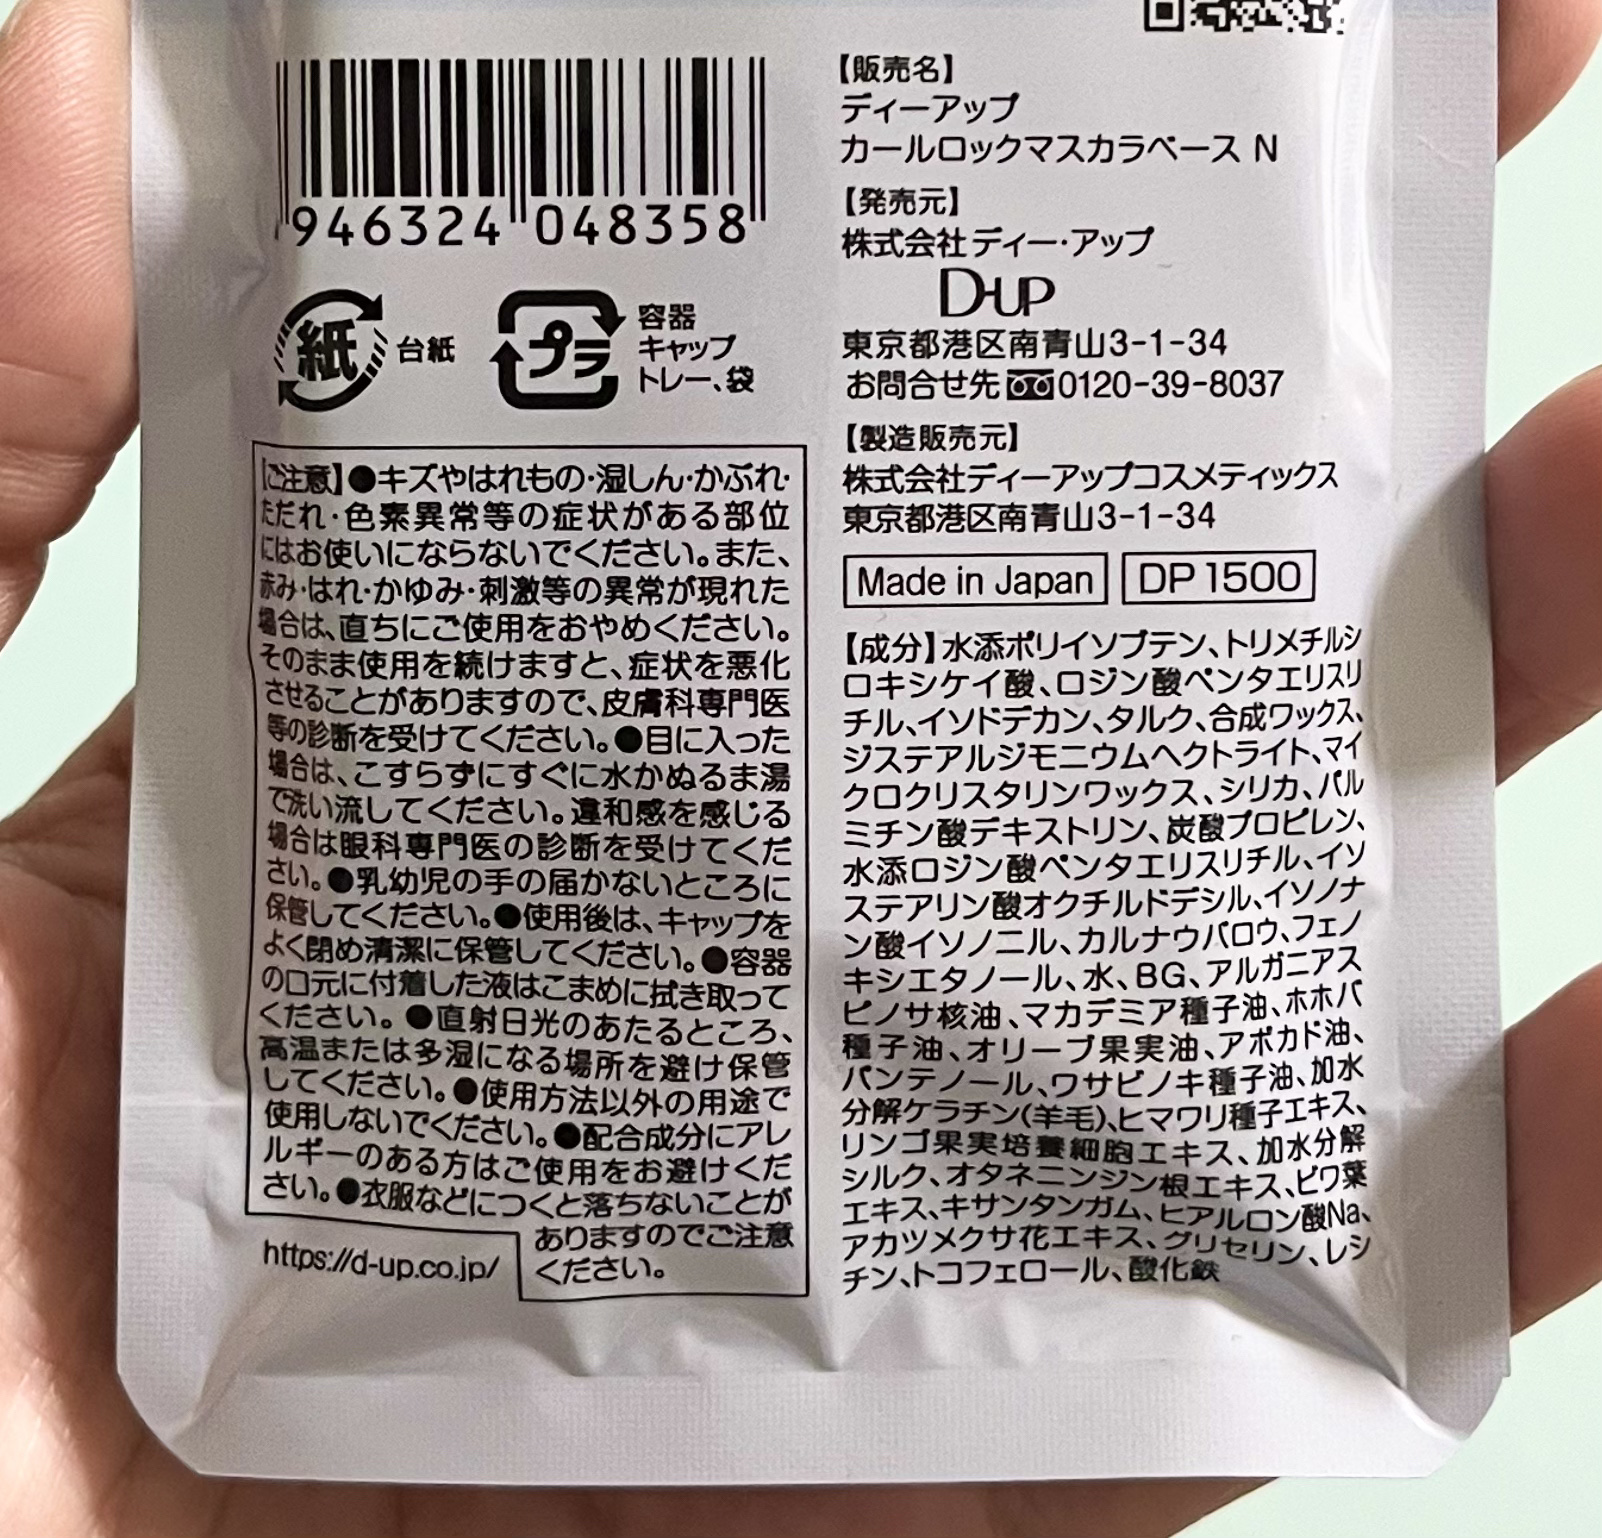 946324 048358
紙
台紙
プラ
容器
キャップ
トレー、袋
【ご注意】●キズやはれもの・湿しん・かぶれ・
ただれ・色素異常等の症状がある部位
にはお使いにならないでください。また、
赤み・はれ・かゆみ・刺激等の異常が現れた
場合は、直ちにご使用をおやめください。
そのまま使用を続けますと、症状を悪化
させることがありますので、皮膚科専門医
等の診断を受けてください。●目に入った
場合は、こすらずにすぐに水かぬるま湯
で洗い流してください。違和感を感じる
場合は眼科専門医の診断を受けてくだ
さい。●乳幼児の手の届かないところに
保管してください。●使用後は、キャップを
よく閉め清潔に保管してください。●容器
の口元に付着した液はこまめに拭き取って
ください。●直射日光のあたるところ、
高温または多湿になる場所を避け保管
してください。●使用方法以外の用途で
使用しないでください。●配合成分にアレ
ルギーのある方はご使用をお避けくだ
さい。●衣服などにつくと落ちないことが
ありますのでご注意
ください。
https://d-up.co.jp/
【販売名】
ディーアップ
カールロックマスカラベース N
【発売元】
株式会社ディー・アップ
D-UP
東京都港区南青山3-1-34
お問合せ先 0120-39-8037
【製造販売元】
株式会社ディーアップコスメティックス
東京都港区南青山3-1-34
Made in Japan
DP1500
【成分】水添ポリイソブテン、トリメチルシ
ロキシケイ酸、ロジン酸ペンタエリスリ
チル、イソドデカン、タルク、合成ワックス、
ジステアルジモニウムヘクトライト、マイ
クロクリスタリンワックス、シリカ、パル
ミチン酸デキストリン、炭酸プロピレン、
水添ロジン酸ペンタエリスリチル、イソ
ステアリン酸オクチルドデシル、イソノナ
ン酸イソノニル、カルナウバロウ、フェノ
キシエタノール、水、BG、アルガニアス
ピノサ核油、マカデミア種子油、ホホバ
種子油、オリーブ果実油、アボカド油、
パンテノール、ワサビノキ種子油、加水
分解ケラチン(羊毛)、ヒマワリ種子エキス、
リンゴ果実培養細胞エキス、加水分解
シルク、オタネニンジン根エキス、ビワ葉
エキス、キサンタンガム、ヒアルロン酸Na、
アカツメクサ花エキス、グリセリン、レシ
チン、トコフェロール、酸化鉄